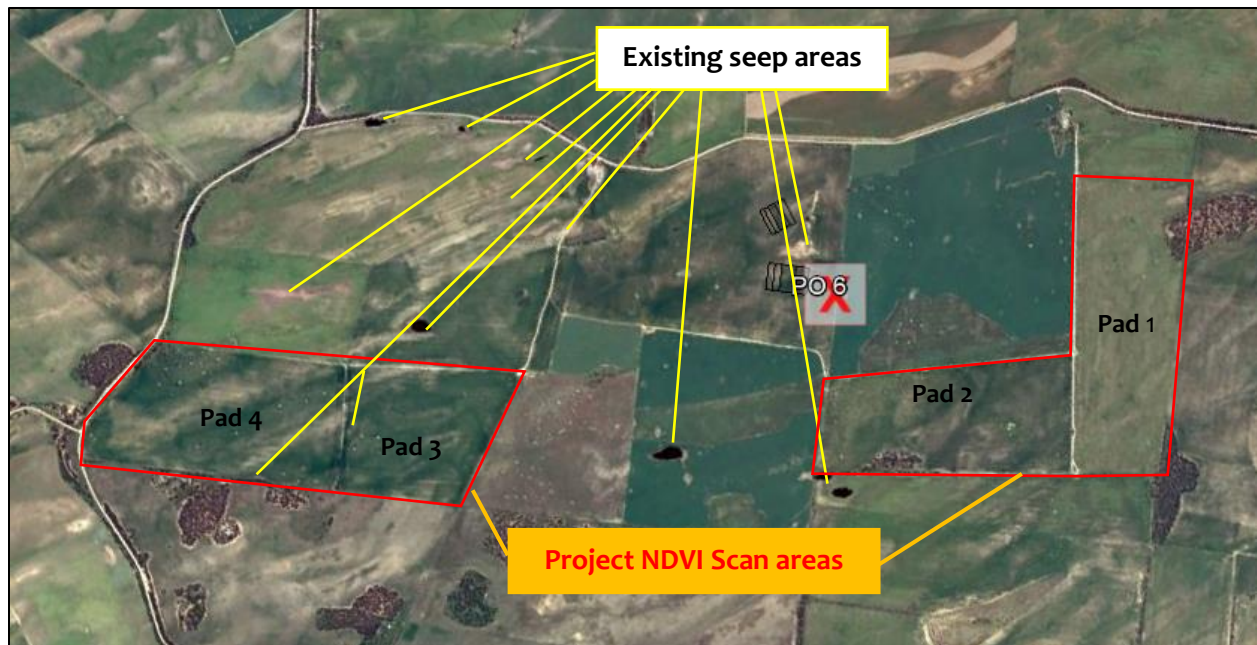 Existing seep areas
PO 6
X
Pad 1
Pad 2
Pad 4
Pad 3
Project NDVI Scan areas